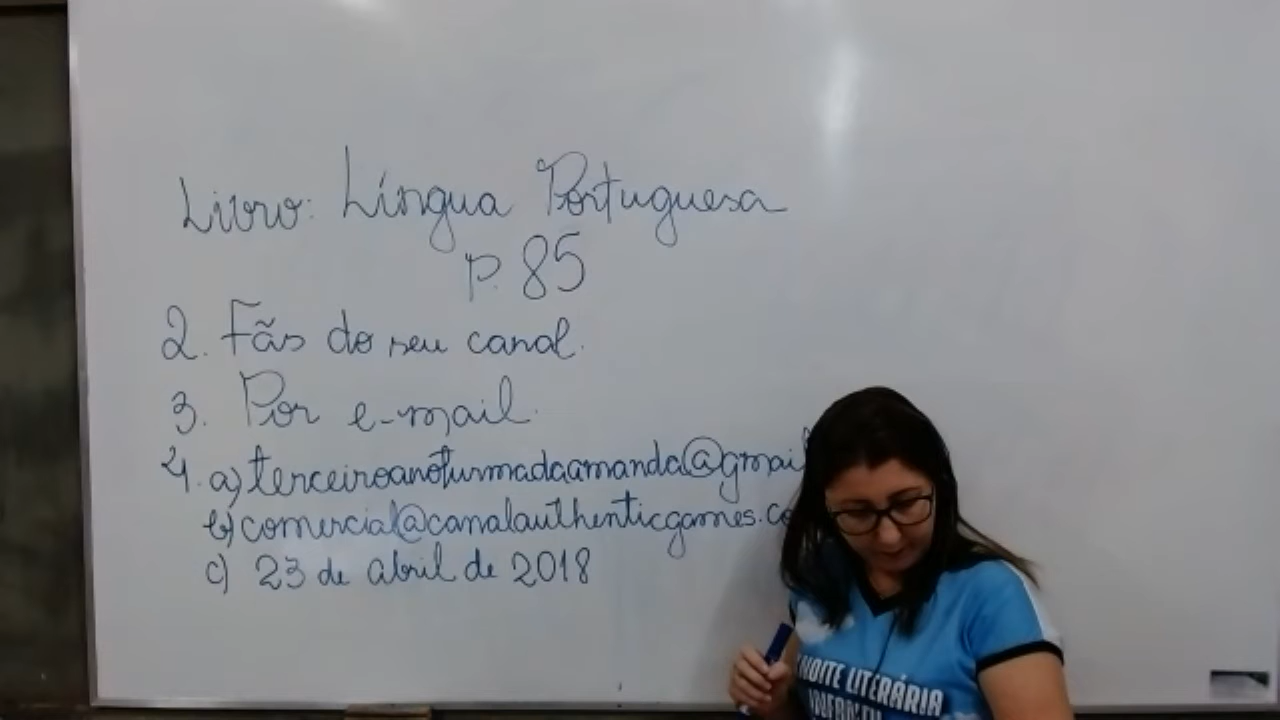 Livro: Língua Portuguesa
p. 85
2. Fãs do seu canal.
3. Por e-mail.
4. a) terceiroanoturmadaamanda@gmail
b) comercial@canalauthenticgames.co
c) 23 de abril de 2018
NOITE LITERÁRIA